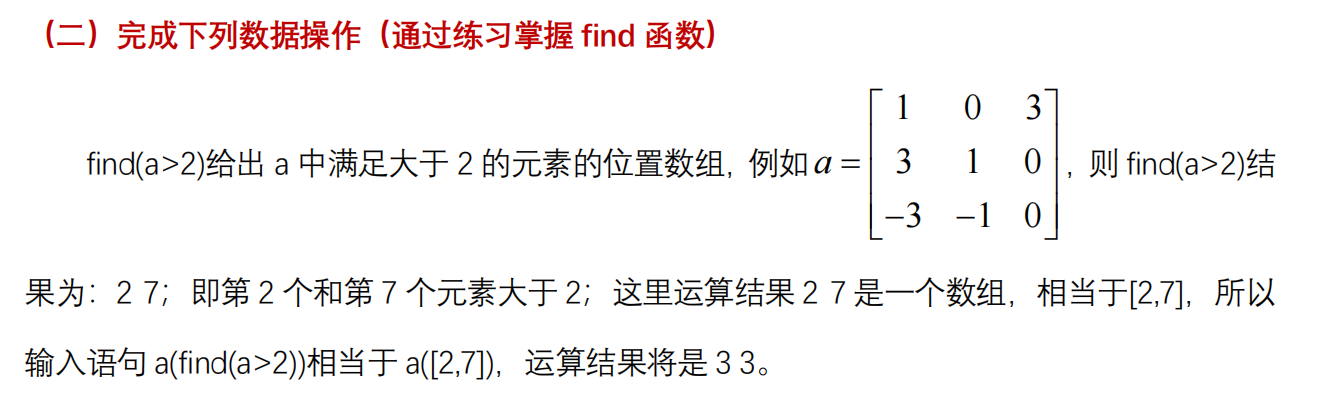 （二）完成下列数据操作（通过练习掌握 find 函数）
1 0 3
find(a>2)给出 a 中满足大于 2 的元素的位置数组, 例如 a = 3 1 0 , 则 find(a>2)结
−3 −1 0
果为：2 7；即第 2 个和第 7 个元素大于 2；这里运算结果 2 7 是一个数组，相当于[2,7]，所以
输入语句 a(find(a>2))相当于 a([2,7])，运算结果将是 3 3。